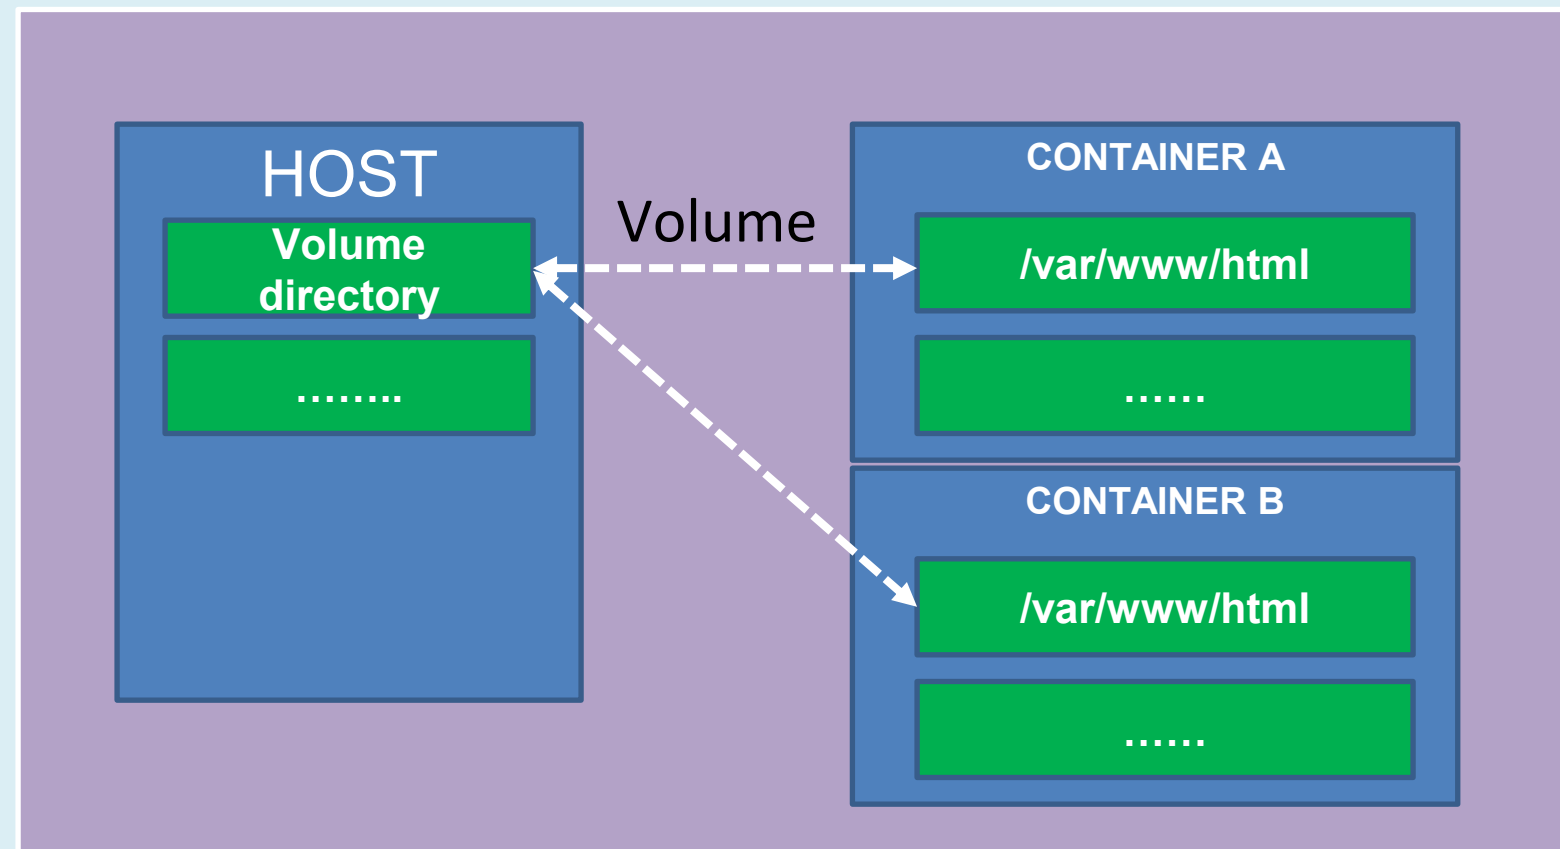 HOST
Volume
directory
……..
Volume
CONTAINER A
/var/www/html
……
CONTAINER B
/var/www/html
……